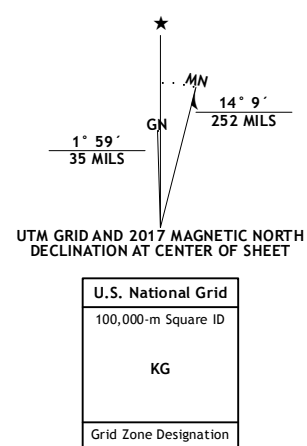 ★
MN
GN
1° 59´
35 MILS
14° 9´
252 MILS
UTM GRID AND 2017 MAGNETIC NORTH
DECLINATION AT CENTER OF SHEET
U.S. National Grid
100,000-m Square ID
KG
Grid Zone Designation